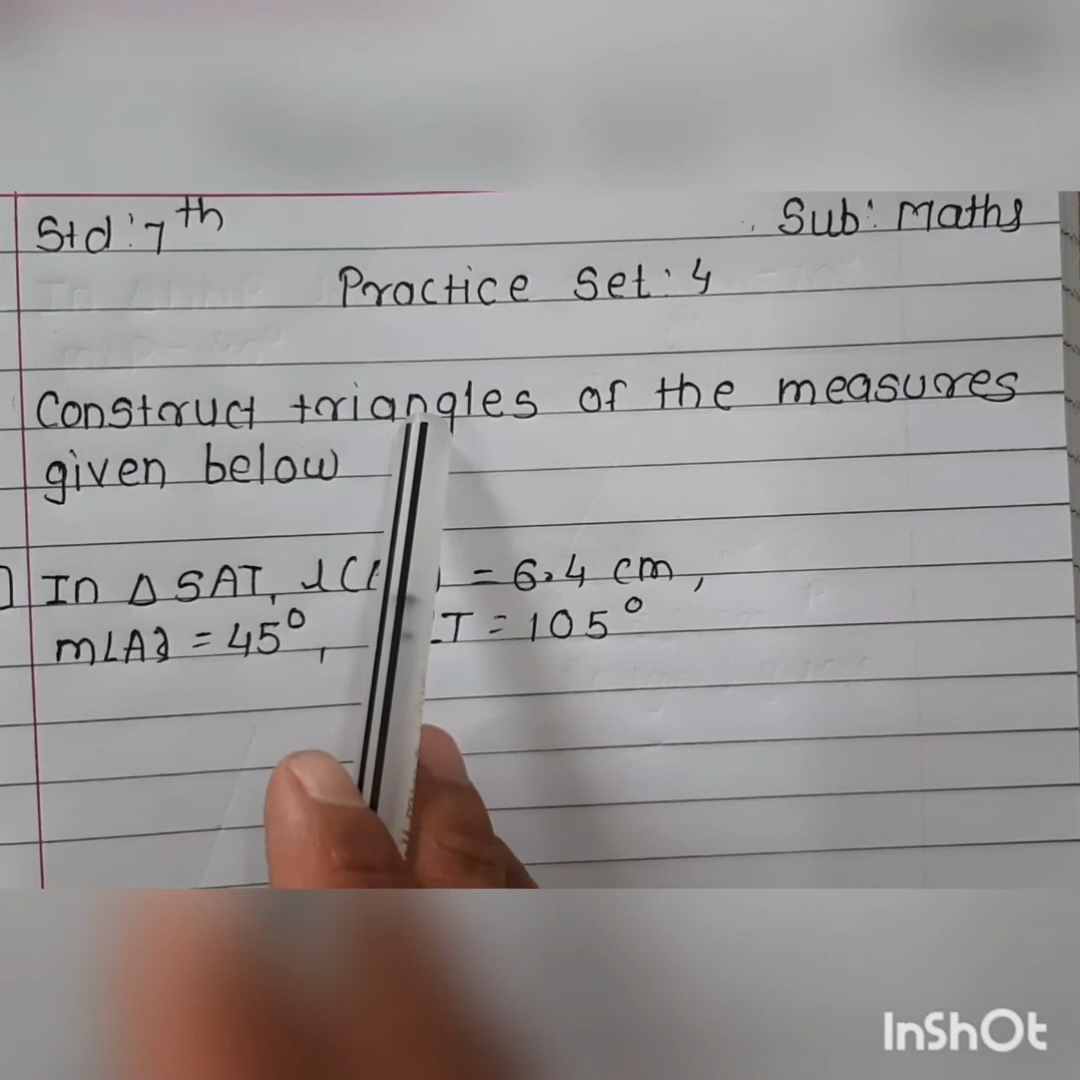 Std: 7th Sub: Maths
Practice Set: 4
Construct triangles of the measures
given below
In Δ SAT, l( = 6.4 cm,
m∠A = 45°, T = 105°
InShOt